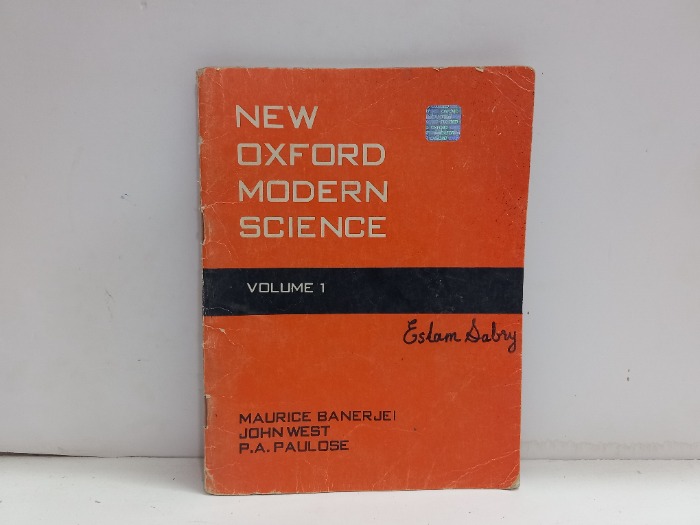 NEW
OXFORD
MODERN
SCIENCE
VOLUME 1
Eslam Sabry
MAURICE BANERJEI
JOHN WEST
P.A. PAULOSE